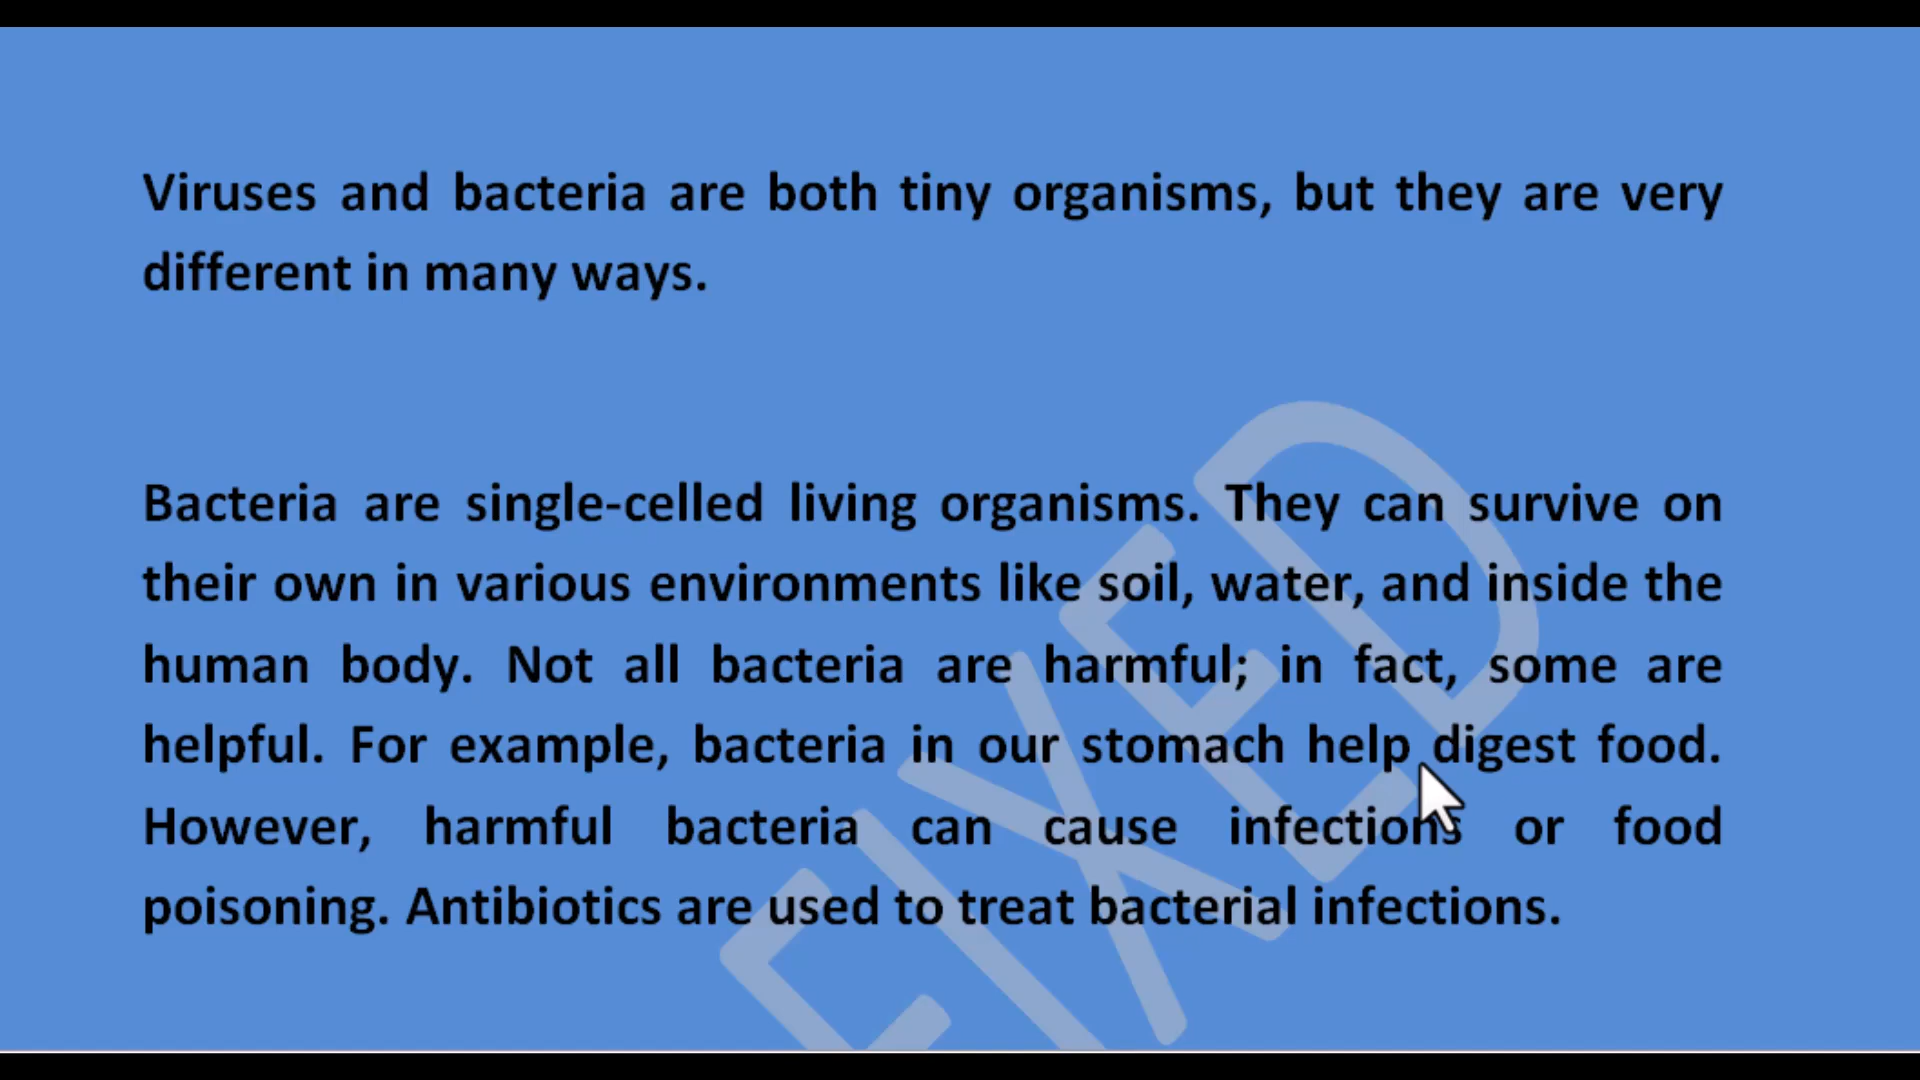 Viruses and bacteria are both tiny organisms, but they are very
different in many ways.
Bacteria are single-celled living organisms. They can survive on
their own in various environments like soil, water, and inside the
human body. Not all bacteria are harmful; in fact, some are
helpful. For example, bacteria in our stomach help digest food.
However, harmful bacteria can cause infections or food
poisoning. Antibiotics are used to treat bacterial infections.
FIXED